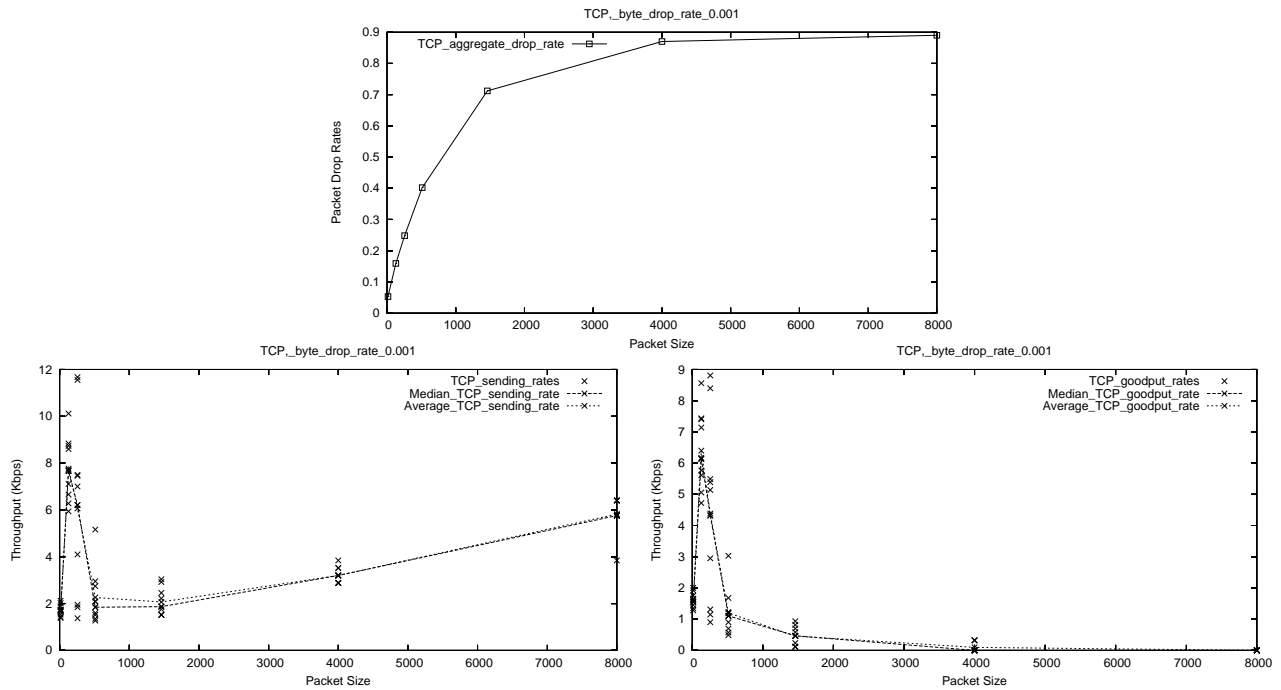 TCP,_byte_drop_rate_0.001
0.9
TCP_aggregate_drop_rate
0.8
0.7
0.6
0.5
0.4
0.3
0.2
0.1
0
Packet Drop Rates
0 1000 2000 3000 4000 5000 6000 7000 8000
Packet Size
TCP,_byte_drop_rate_0.001
12
TCP_sending_rates
Median_TCP_sending_rate
Average_TCP_sending_rate
10
8
6
4
2
0
Throughput (Kbps)
0 1000 2000 3000 4000 5000 6000 7000 8000
Packet Size
TCP,_byte_drop_rate_0.001
9
TCP_goodput_rates
Median_TCP_goodput_rate
Average_TCP_goodput_rate
8
7
6
5
4
3
2
1
0
Throughput (Kbps)
0 1000 2000 3000 4000 5000 6000 7000 8000
Packet Size